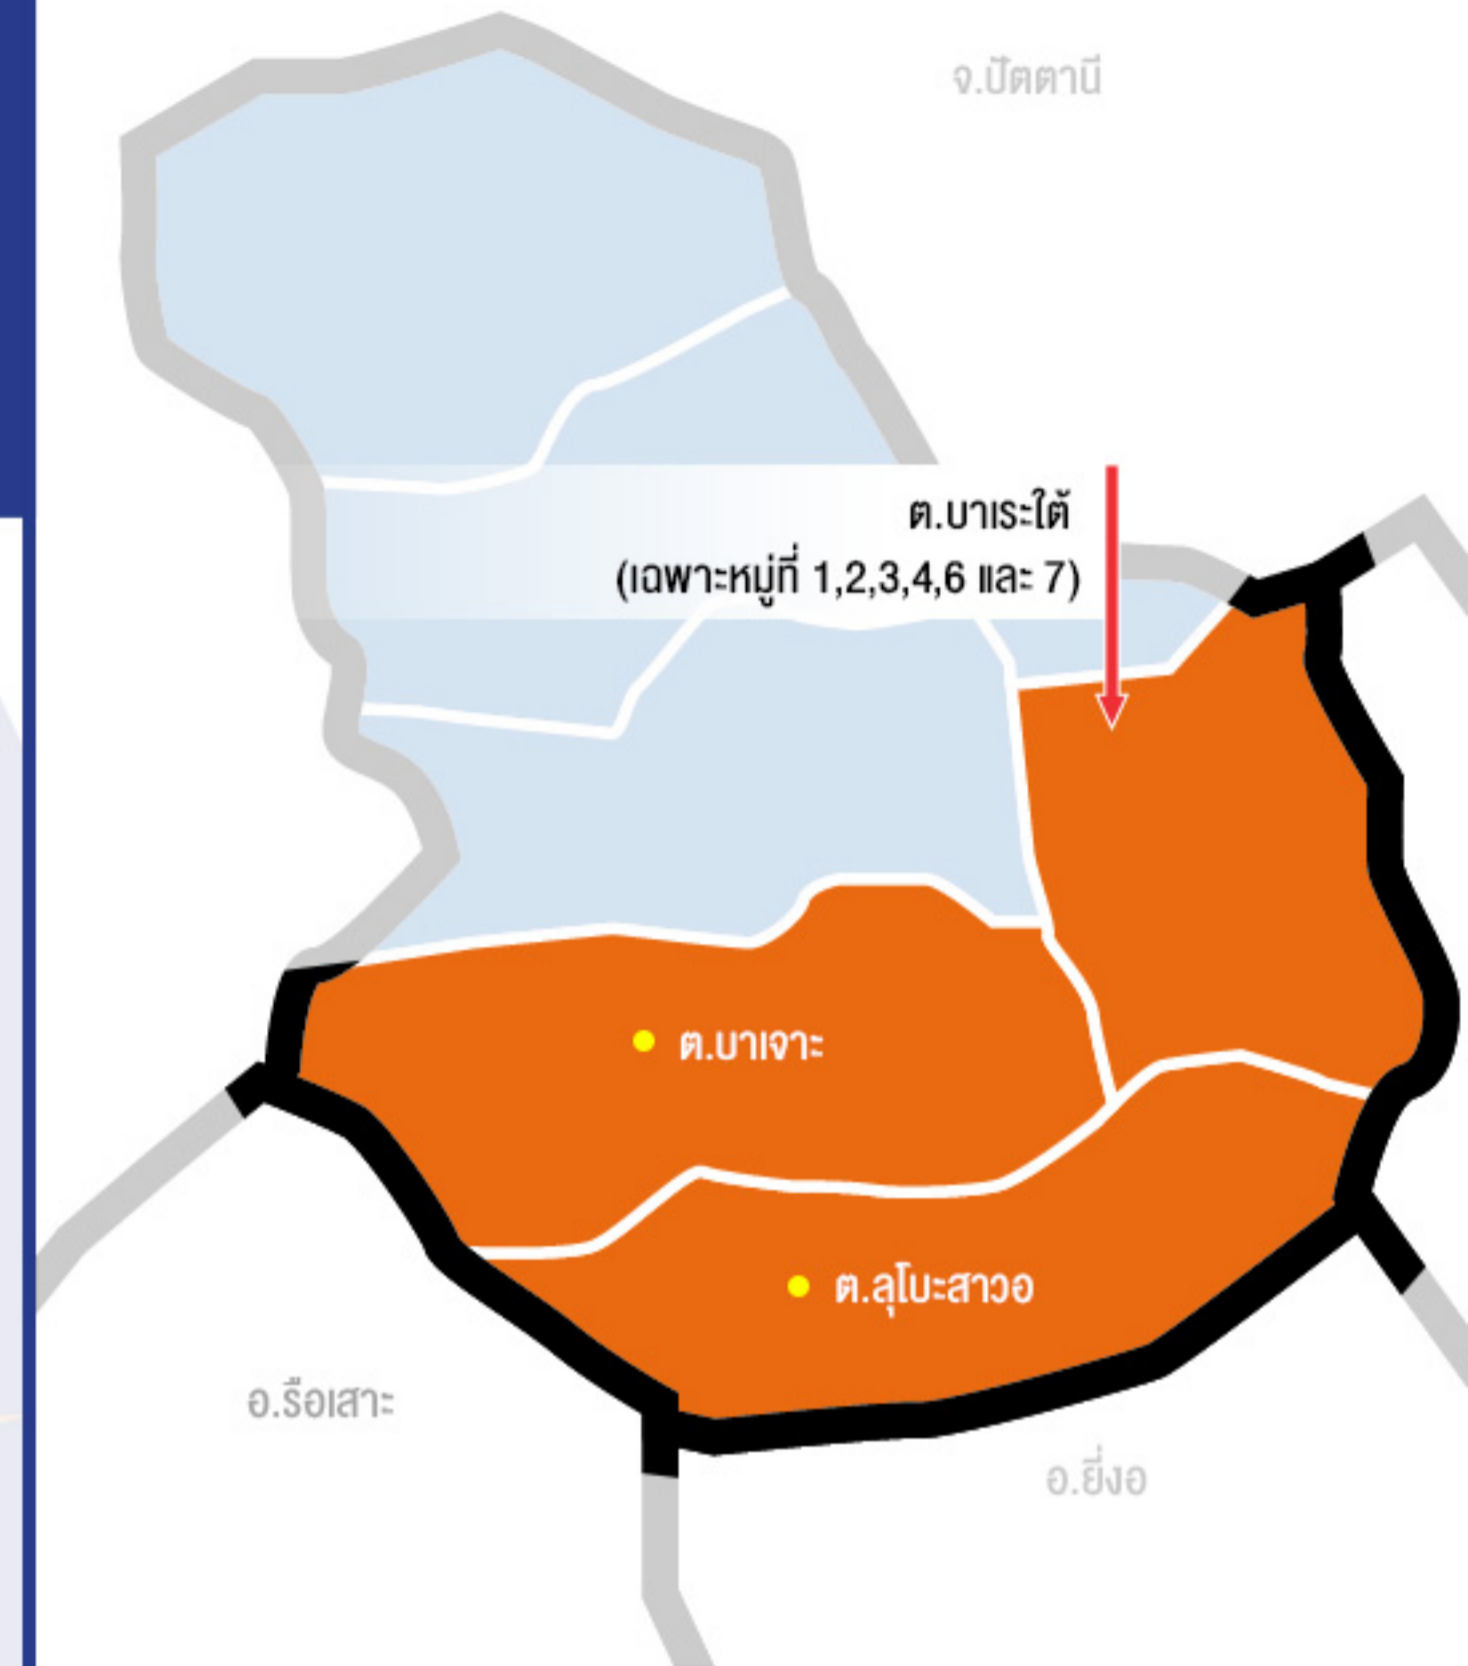 จ.ปัตตานี
ต.บาเระใต้
(เฉพาะหมู่ที่ 1,2,3,4,6 และ 7)
ต.บาเจาะ
ต.ลุโบะสาวอ
อ.รือเสาะ
อ.ยี่งอ